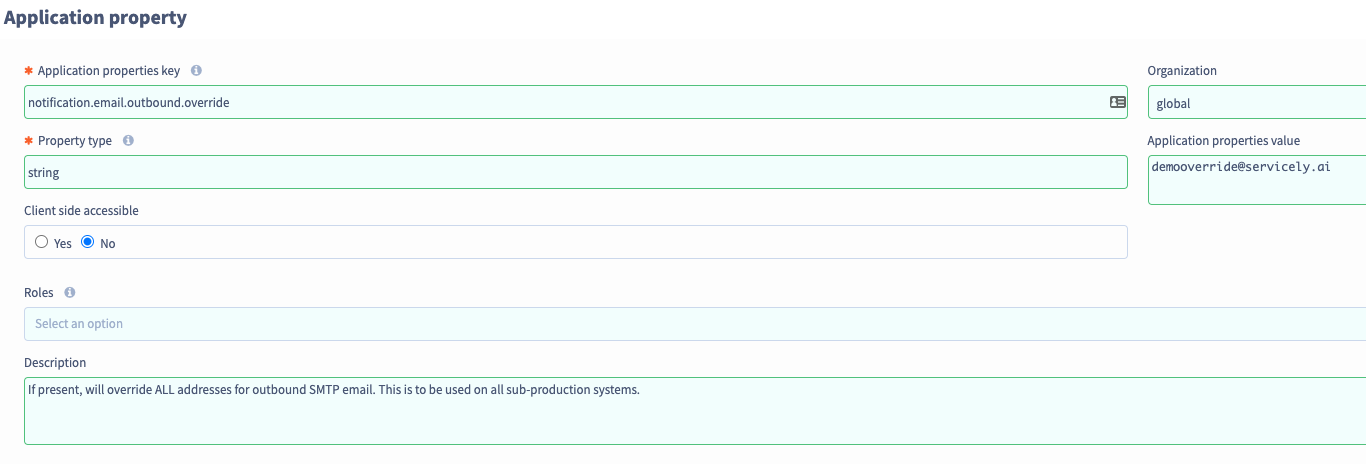 Application property
* Application properties key
notification.email.outbound.override
Organization
global
* Property type
string
Application properties value
demooverride@servicely.ai
Client side accessible
Yes No
Roles
Select an option
Description
If present, will override ALL addresses for outbound SMTP email. This is to be used on all sub-production systems.